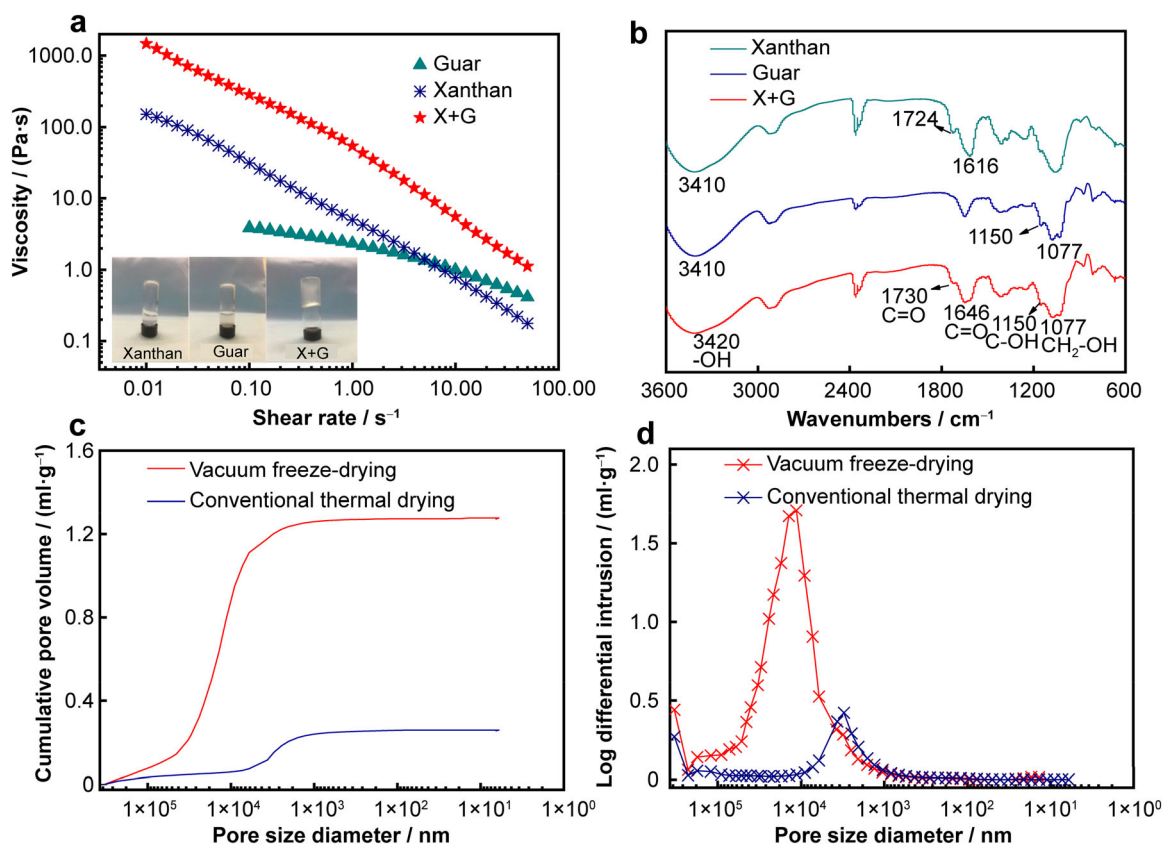 a
1000.0
100.0
10.0
1.0
0.1
Viscosity / (Pa·s)
Guar
Xanthan
X+G
Xanthan
Guar
X+G
0.01
0.10
1.00
10.00
100.00
Shear rate / s⁻¹
b
Xanthan
Guar
X+G
1724
1616
3410
1150
1077
3410
1730
C=O
1646
C=O
1150
C-OH
1077
CH₂-OH
3420
-OH
3600
3000
2400
1800
1200
600
Wavenumbers / cm⁻¹
c
1.6
1.2
0.8
0.4
0
Cumulative pore volume / (ml·g⁻¹)
Vacuum freeze-drying
Conventional thermal drying
1×10⁵
1×10⁴
1×10³
1×10²
1×10¹
1×10⁰
Pore size diameter / nm
d
2.0
1.5
1.0
0.5
0
Log differential intrusion / (ml·g⁻¹)
Vacuum freeze-drying
Conventional thermal drying
1×10⁵
1×10⁴
1×10³
1×10²
1×10¹
1×10⁰
Pore size diameter / nm